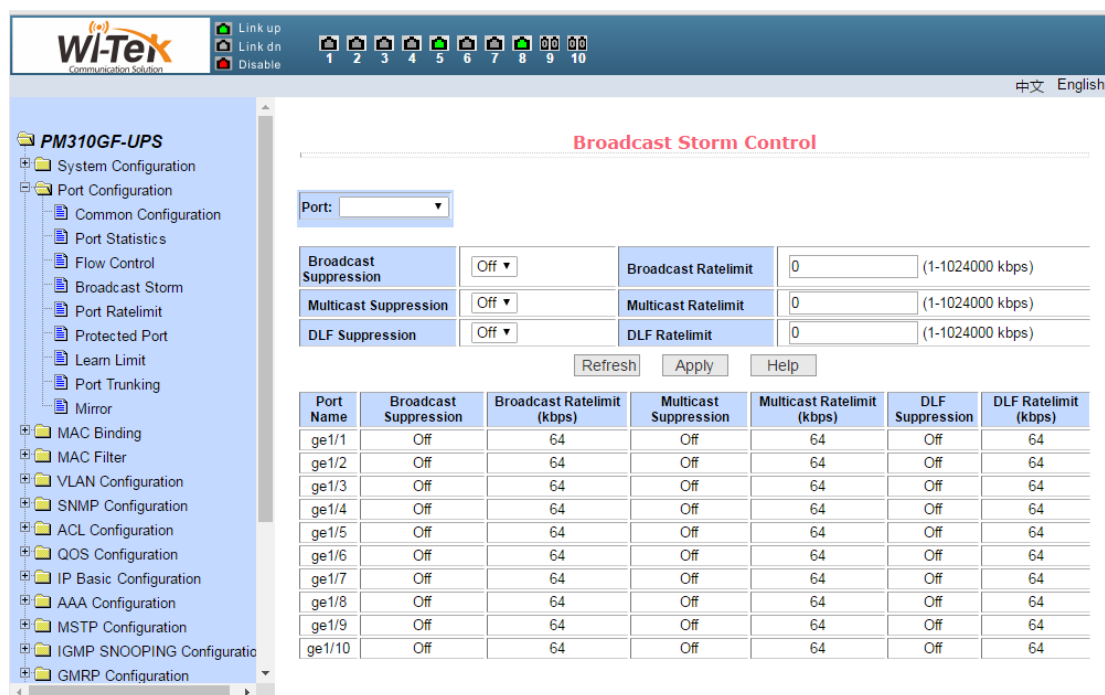 Wi-Tek
Communication Solution
Link up
Link dn
Disable
1 2 3 4 5 6 7 8 9 10
中文 English
PM310GF-UPS
System Configuration
Port Configuration
Common Configuration
Port Statistics
Flow Control
Broadcast Storm
Port Ratelimit
Protected Port
Learn Limit
Port Trunking
Mirror
MAC Binding
MAC Filter
VLAN Configuration
SNMP Configuration
ACL Configuration
QOS Configuration
IP Basic Configuration
AAA Configuration
MSTP Configuration
IGMP SNOOPING Configuratio
GMRP Configuration
Broadcast Storm Control
Port:
Broadcast Suppression Off Broadcast Ratelimit 0 (1-1024000 kbps)
Multicast Suppression Off Multicast Ratelimit 0 (1-1024000 kbps)
DLF Suppression Off DLF Ratelimit 0 (1-1024000 kbps)
Refresh Apply Help
Port Name Broadcast Suppression Broadcast Ratelimit (kbps) Multicast Suppression Multicast Ratelimit (kbps) DLF Suppression DLF Ratelimit (kbps)
ge1/1 Off 64 Off 64 Off 64
ge1/2 Off 64 Off 64 Off 64
ge1/3 Off 64 Off 64 Off 64
ge1/4 Off 64 Off 64 Off 64
ge1/5 Off 64 Off 64 Off 64
ge1/6 Off 64 Off 64 Off 64
ge1/7 Off 64 Off 64 Off 64
ge1/8 Off 64 Off 64 Off 64
ge1/9 Off 64 Off 64 Off 64
ge1/10 Off 64 Off 64 Off 64